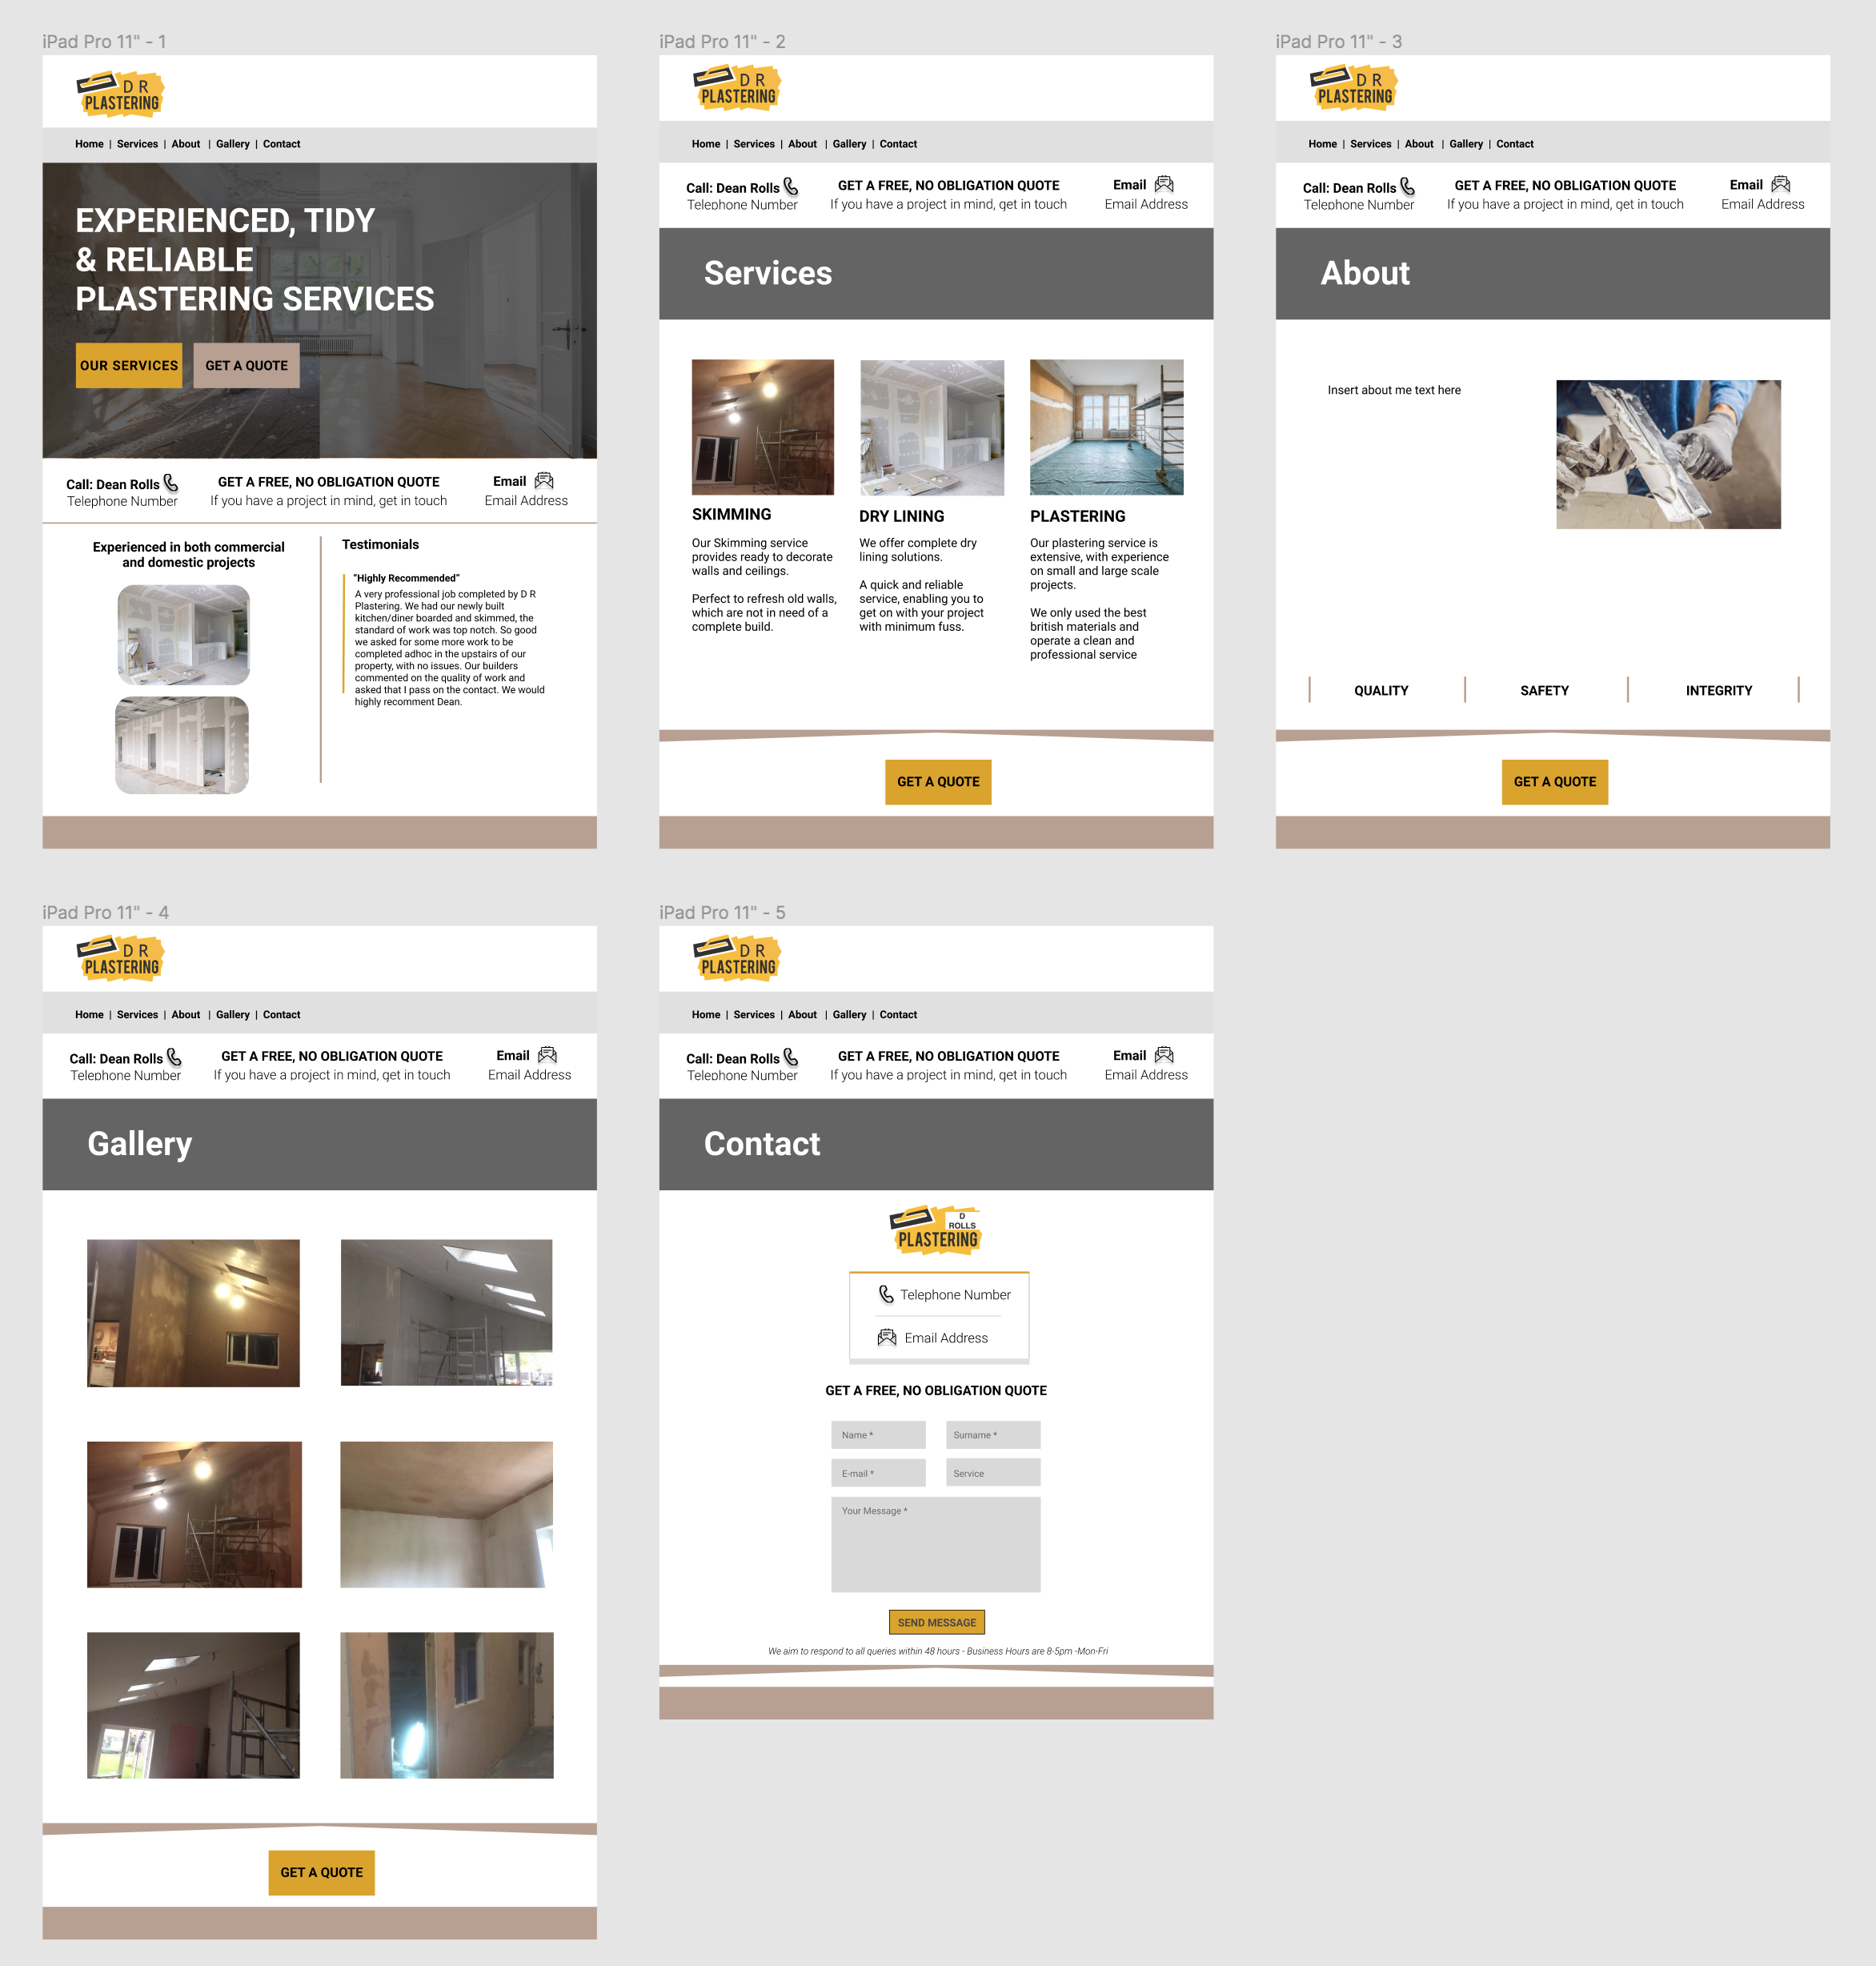 iPad Pro 11" - 1
D R
PLASTERING
Home | Services | About | Gallery | Contact
EXPERIENCED, TIDY
& RELIABLE
PLASTERING SERVICES
OUR SERVICES
GET A QUOTE
Call: Dean Rolls
Telephone Number
GET A FREE, NO OBLIGATION QUOTE
If you have a project in mind, get in touch
Email
Email Address
Experienced in both commercial
and domestic projects
Testimonials
"Highly Recommended"
A very professional job completed by D R
Plastering. We had our newly built
kitchen/diner boarded and skimmed, the
standard of work was top notch. So good
we asked for some more work to be
completed adhoc in the upstairs of our
property, with no issues. Our builders
commented on the quality of work and
asked that I pass on the contact. We would
highly recomment Dean.
iPad Pro 11" - 2
D R
PLASTERING
Home | Services | About | Gallery | Contact
Call: Dean Rolls
Telephone Number
GET A FREE, NO OBLIGATION QUOTE
If you have a project in mind, get in touch
Email
Email Address
Services
SKIMMING
Our Skimming service
provides ready to decorate
walls and ceilings.
Perfect to refresh old walls,
which are not in need of a
complete build.
DRY LINING
We offer complete dry
lining solutions.
A quick and reliable
service, enabling you to
get on with your project
with minimum fuss.
PLASTERING
Our plastering service is
extensive, with experience
on small and large scale
projects.
We only used the best
british materials and
operate a clean and
professional service
GET A QUOTE
iPad Pro 11" - 3
D R
PLASTERING
Home | Services | About | Gallery | Contact
Call: Dean Rolls
Telephone Number
GET A FREE, NO OBLIGATION QUOTE
If you have a project in mind, get in touch
Email
Email Address
About
Insert about me text here
QUALITY
SAFETY
INTEGRITY
GET A QUOTE
iPad Pro 11" - 4
D R
PLASTERING
Home | Services | About | Gallery | Contact
Call: Dean Rolls
Telephone Number
GET A FREE, NO OBLIGATION QUOTE
If you have a project in mind, get in touch
Email
Email Address
Gallery
GET A QUOTE
iPad Pro 11" - 5
D R
PLASTERING
Home | Services | About | Gallery | Contact
Call: Dean Rolls
Telephone Number
GET A FREE, NO OBLIGATION QUOTE
If you have a project in mind, get in touch
Email
Email Address
Contact
D
ROLLS
PLASTERING
Telephone Number
Email Address
GET A FREE, NO OBLIGATION QUOTE
Name *
Surname *
E-mail *
Service
Your Message *
SEND MESSAGE
We aim to respond to all queries within 48 hours - Business Hours are 8-5pm -Mon-Fri